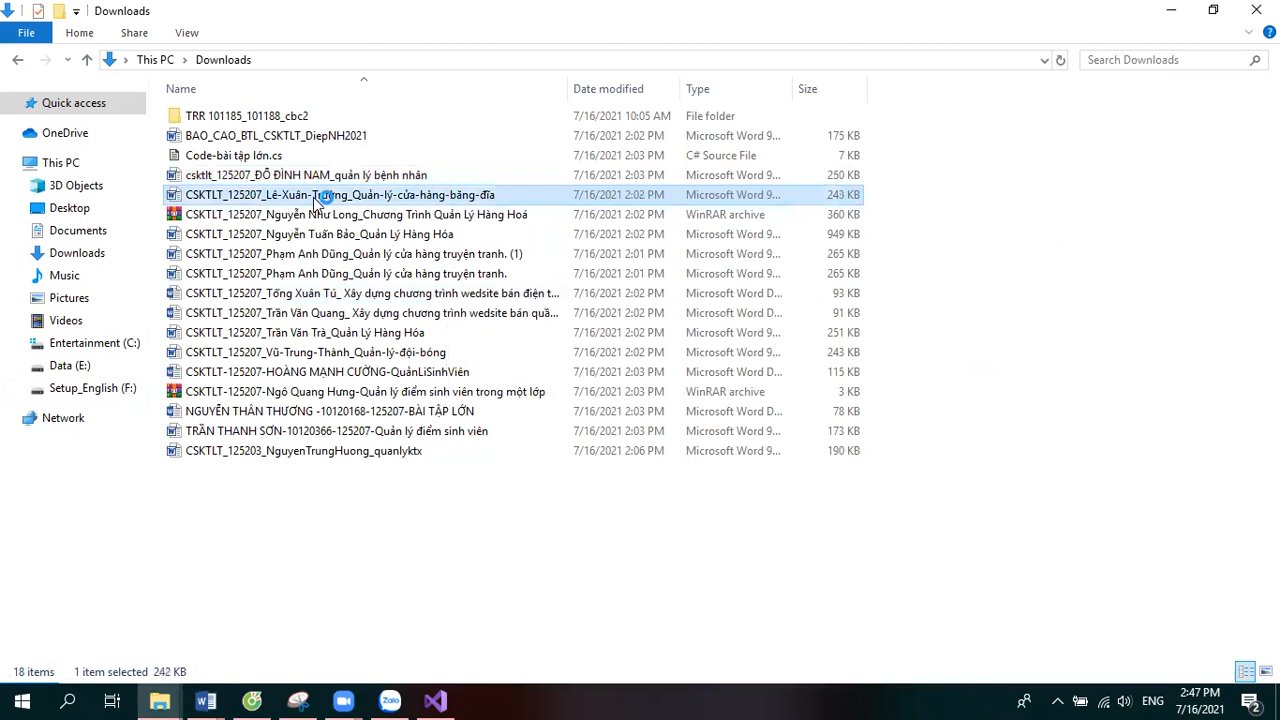 Downloads
File Home Share View
This PC Downloads Search Downloads
Name Date modified Type Size
Quick access
OneDrive
This PC
3D Objects
Desktop
Documents
Downloads
Music
Pictures
Videos
Entertainment (C:)
Data (E:)
Setup_English (F:)
Network
TRR 101185_101188_cbc2 7/16/2021 10:05 AM File folder
BAO_CAO_BTL_CSKTLT_DiepNH2021 7/16/2021 2:02 PM Microsoft Word 9... 175 KB
Code-bài tập lớn.cs 7/16/2021 2:03 PM C# Source File 7 KB
csktlt_125207_ĐỖ ĐÌNH NAM_quản lý bệnh nhân 7/16/2021 2:03 PM Microsoft Word 9... 250 KB
CSKTLT_125207_Lê-Xuân-Trường_Quản-lý-cửa-hàng-băng-đĩa 7/16/2021 2:02 PM Microsoft Word 9... 243 KB
CSKTLT_125207_Nguyễn Như Long_Chương Trình Quản Lý Hàng Hoá 7/16/2021 2:02 PM WinRAR archive 360 KB
CSKTLT_125207_Nguyễn Tuấn Bảo_Quản Lý Hàng Hóa 7/16/2021 2:02 PM Microsoft Word 9... 949 KB
CSKTLT_125207_Phạm Anh Dũng_Quản lý cửa hàng truyện tranh. (1) 7/16/2021 2:01 PM Microsoft Word 9... 265 KB
CSKTLT_125207_Phạm Anh Dũng_Quản lý cửa hàng truyện tranh. 7/16/2021 2:01 PM Microsoft Word 9... 265 KB
CSKTLT_125207_Tống Xuân Tú_ Xây dựng chương trình wedsite bán điện t... 7/16/2021 2:02 PM Microsoft Word D... 93 KB
CSKTLT_125207_Trần Văn Quang_ Xây dựng chương trình wedsite bán quầ... 7/16/2021 2:02 PM Microsoft Word D... 91 KB
CSKTLT_125207_Trần Văn Trà_Quản Lý Hàng Hóa 7/16/2021 2:02 PM Microsoft Word 9... 251 KB
CSKTLT_125207_Vũ-Trung-Thành_Quản-lý-đội-bóng 7/16/2021 2:02 PM Microsoft Word 9... 243 KB
CSKTLT-125207-HOÀNG MẠNH CƯỜNG-QuảnLiSinhViên 7/16/2021 2:03 PM Microsoft Word 9... 115 KB
CSKTLT-125207-Ngô Quang Hưng-Quản lý điểm sinh viên trong một lớp 7/16/2021 2:02 PM WinRAR archive 3 KB
NGUYỄN THÂN THƯƠNG -10120168-125207-BÀI TẬP LỚN 7/16/2021 2:03 PM Microsoft Word D... 78 KB
TRẦN THANH SƠN-10120366-125207-Quản lý điểm sinh viên 7/16/2021 2:03 PM Microsoft Word 9... 173 KB
CSKTLT_125203_NguyenTrungHuong_quanlyktx 7/16/2021 2:06 PM Microsoft Word 9... 190 KB
18 items 1 item selected 242 KB
Zalo ENG 2:47 PM
7/16/2021 2